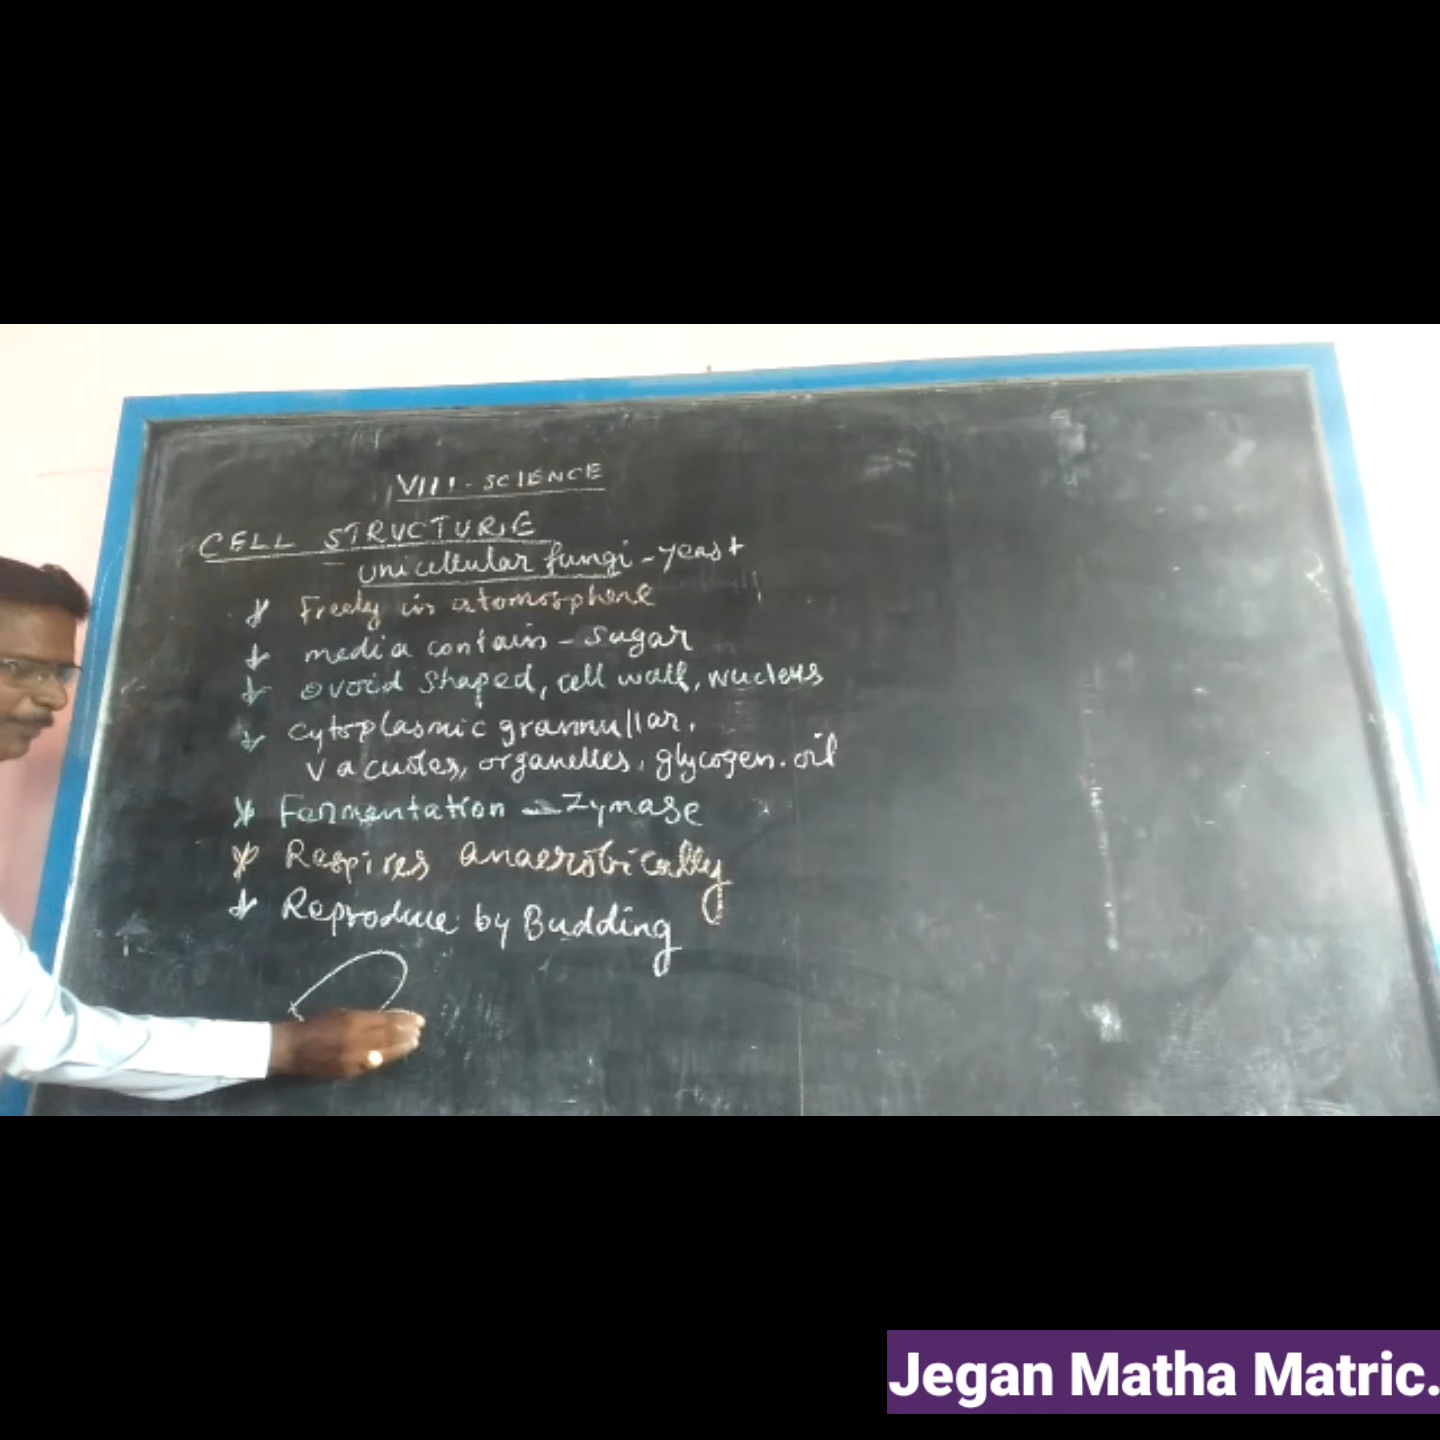 VIII - SCIENCE
CELL STRUCTURE
unicellular fungi - yeast
* Freely in atomosphere
* media contain - sugar
* ovoid shaped, cell wall, nucleus
* cytoplasmic grannullar,
vacuoles, organelles, glycogen. oil
* Fermentation - Zymase
* Respires anaerobically
* Reproduce by Budding
Jegan Matha Matric.